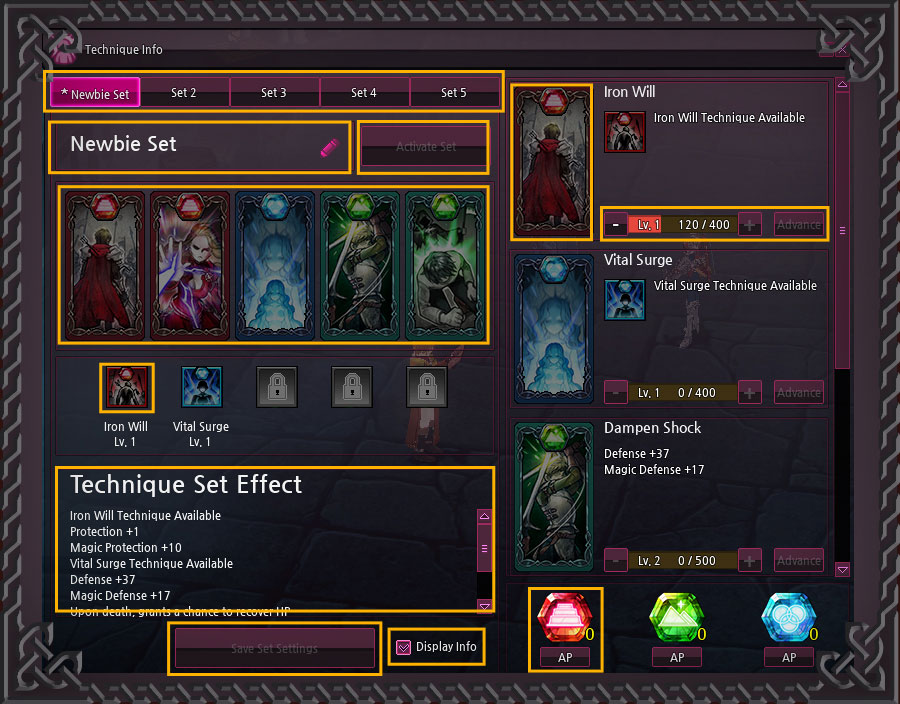 Technique Info
* Newbie Set
Set 2
Set 3
Set 4
Set 5
Newbie Set
Activate Set
Iron Will
Lv. 1
Vital Surge
Lv. 1
Technique Set Effect
Iron Will Technique Available
Protection +1
Magic Protection +10
Vital Surge Technique Available
Defense +37
Magic Defense +17
Upon death, grants a chance to recover HP
Save Set Settings
Display Info
Iron Will
Iron Will Technique Available
- Lv. 1 120 / 400 + Advance
Vital Surge
Vital Surge Technique Available
- Lv. 1 0 / 400 + Advance
Dampen Shock
Defense +37
Magic Defense +17
- Lv. 2 0 / 500 + Advance
0
AP
0
AP
0
AP